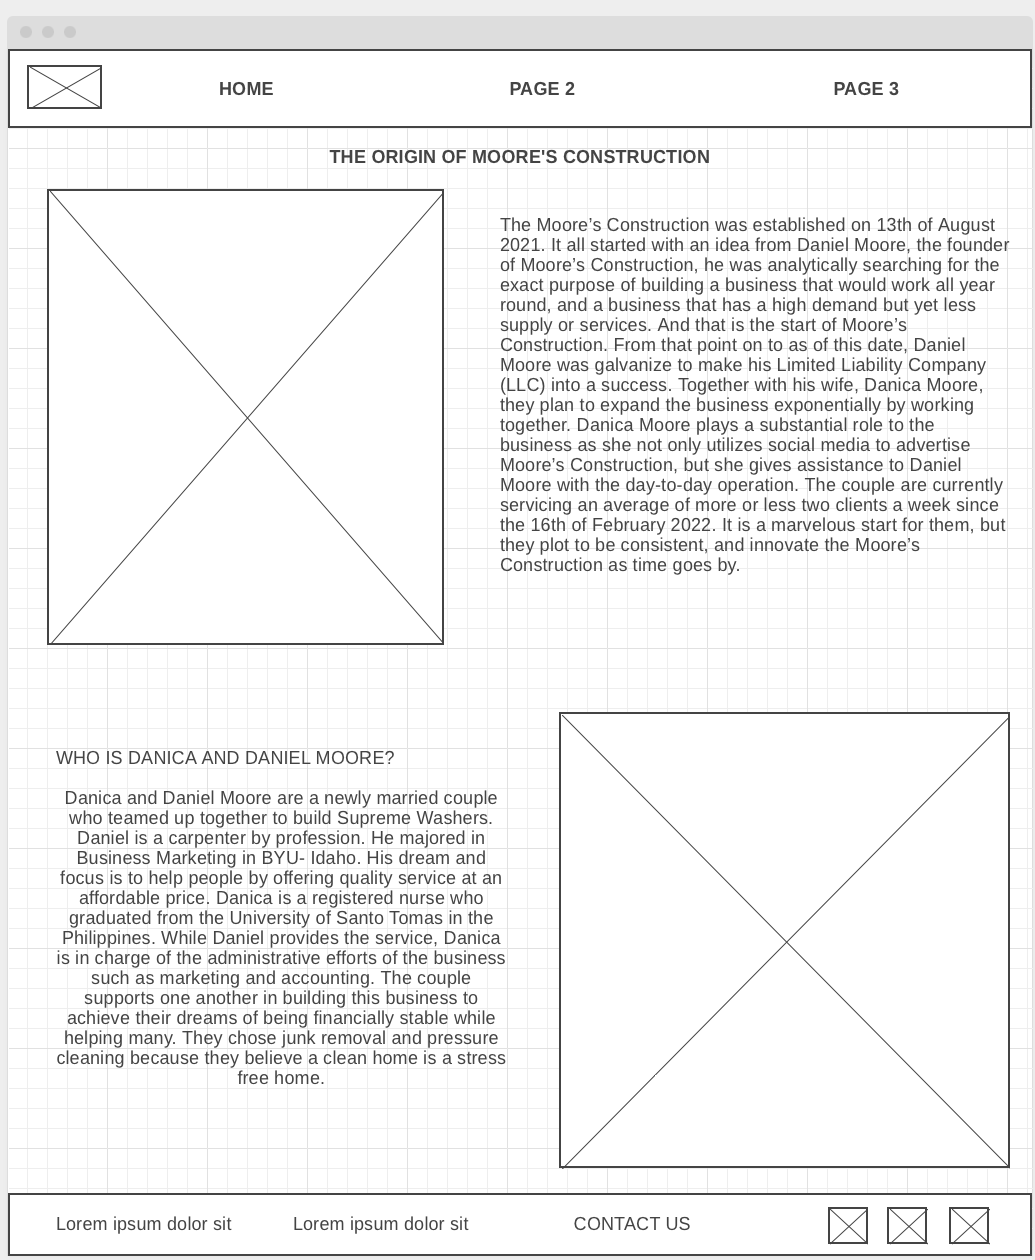 HOME
PAGE 2
PAGE 3
THE ORIGIN OF MOORE'S CONSTRUCTION
The Moore’s Construction was established on 13th of August
2021. It all started with an idea from Daniel Moore, the founder
of Moore’s Construction, he was analytically searching for the
exact purpose of building a business that would work all year
round, and a business that has a high demand but yet less
supply or services. And that is the start of Moore’s
Construction. From that point on to as of this date, Daniel
Moore was galvanize to make his Limited Liability Company
(LLC) into a success. Together with his wife, Danica Moore,
they plan to expand the business exponentially by working
together. Danica Moore plays a substantial role to the
business as she not only utilizes social media to advertise
Moore’s Construction, but she gives assistance to Daniel
Moore with the day-to-day operation. The couple are currently
servicing an average of more or less two clients a week since
the 16th of February 2022. It is a marvelous start for them, but
they plot to be consistent, and innovate the Moore’s
Construction as time goes by.
WHO IS DANICA AND DANIEL MOORE?
Danica and Daniel Moore are a newly married couple
who teamed up together to build Supreme Washers.
Daniel is a carpenter by profession. He majored in
Business Marketing in BYU- Idaho. His dream and
focus is to help people by offering quality service at an
affordable price. Danica is a registered nurse who
graduated from the University of Santo Tomas in the
Philippines. While Daniel provides the service, Danica
is in charge of the administrative efforts of the business
such as marketing and accounting. The couple
supports one another in building this business to
achieve their dreams of being financially stable while
helping many. They chose junk removal and pressure
cleaning because they believe a clean home is a stress
free home.
Lorem ipsum dolor sit
Lorem ipsum dolor sit
CONTACT US